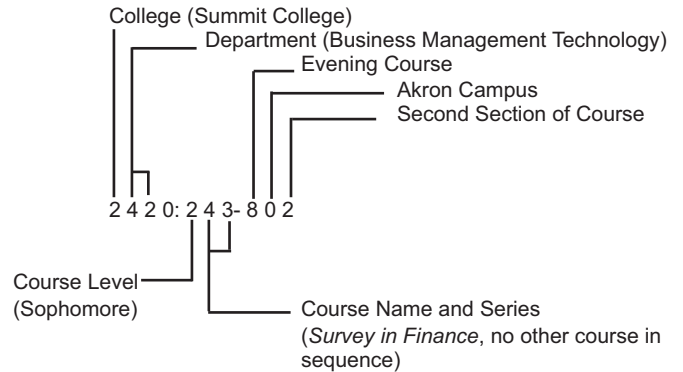 College (Summit College)
Department (Business Management Technology)
Evening Course
Akron Campus
Second Section of Course
2 4 2 0: 2 4 3- 8 0 2
Course Level
(Sophomore)
Course Name and Series
(Survey in Finance, no other course in
sequence)